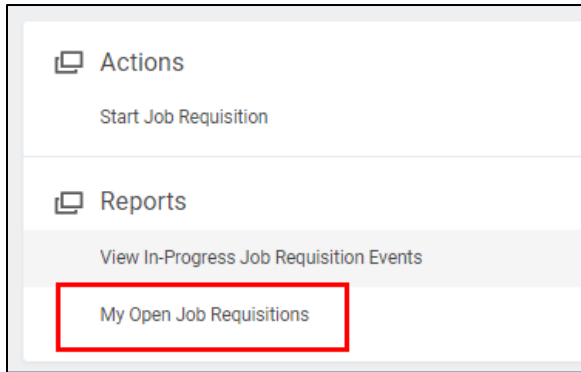 Actions
Start Job Requisition
Reports
View In-Progress Job Requisition Events
My Open Job Requisitions